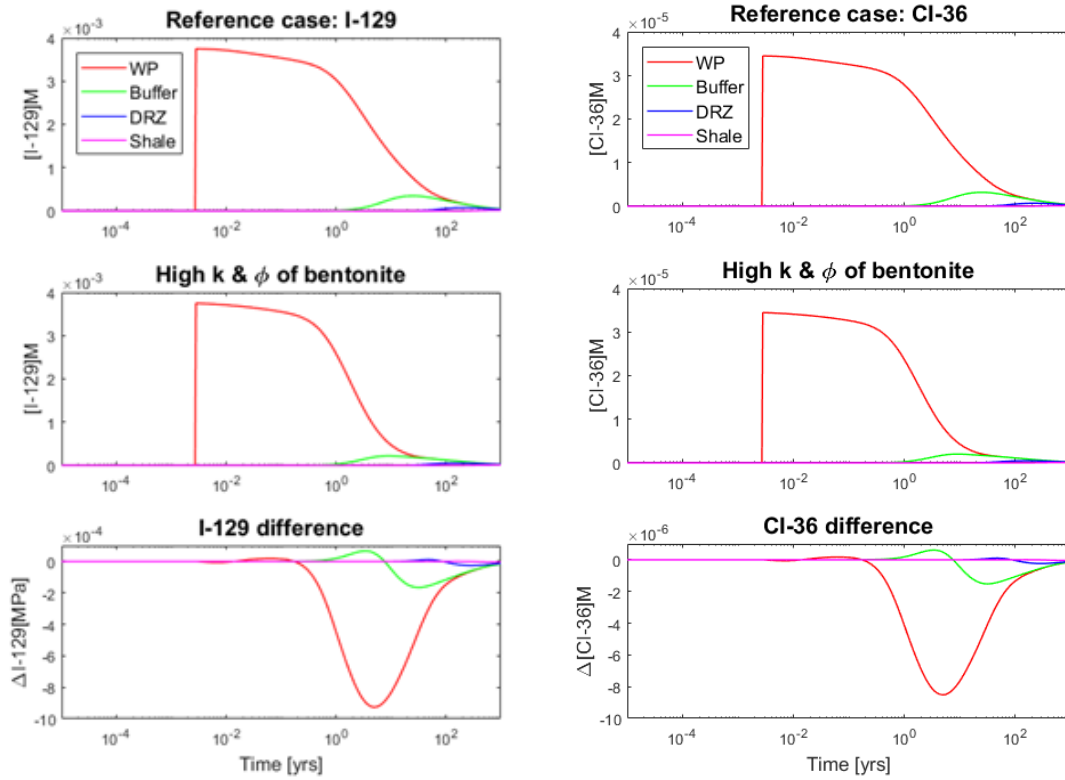 Reference case: I-129
×10⁻³
4
3
2
1
0
[I-129]M
WP
Buffer
DRZ
Shale
10⁻⁴
10⁻²
10⁰
10²
Reference case: Cl-36
×10⁻⁵
4
3
2
1
0
[Cl-36]M
WP
Buffer
DRZ
Shale
10⁻⁴
10⁻²
10⁰
10²
High k & ϕ of bentonite
×10⁻³
4
3
2
1
0
[I-129]M
10⁻⁴
10⁻²
10⁰
10²
High k & ϕ of bentonite
×10⁻⁵
4
3
2
1
0
[Cl-36]M
10⁻⁴
10⁻²
10⁰
10²
I-129 difference
×10⁻⁴
0
-2
-4
-6
-8
-10
ΔI-129[MPa]
10⁻⁴
10⁻²
10⁰
10²
Time [yrs]
Cl-36 difference
×10⁻⁶
0
-2
-4
-6
-8
-10
Δ[Cl-36]M
10⁻⁴
10⁻²
10⁰
10²
Time [yrs]